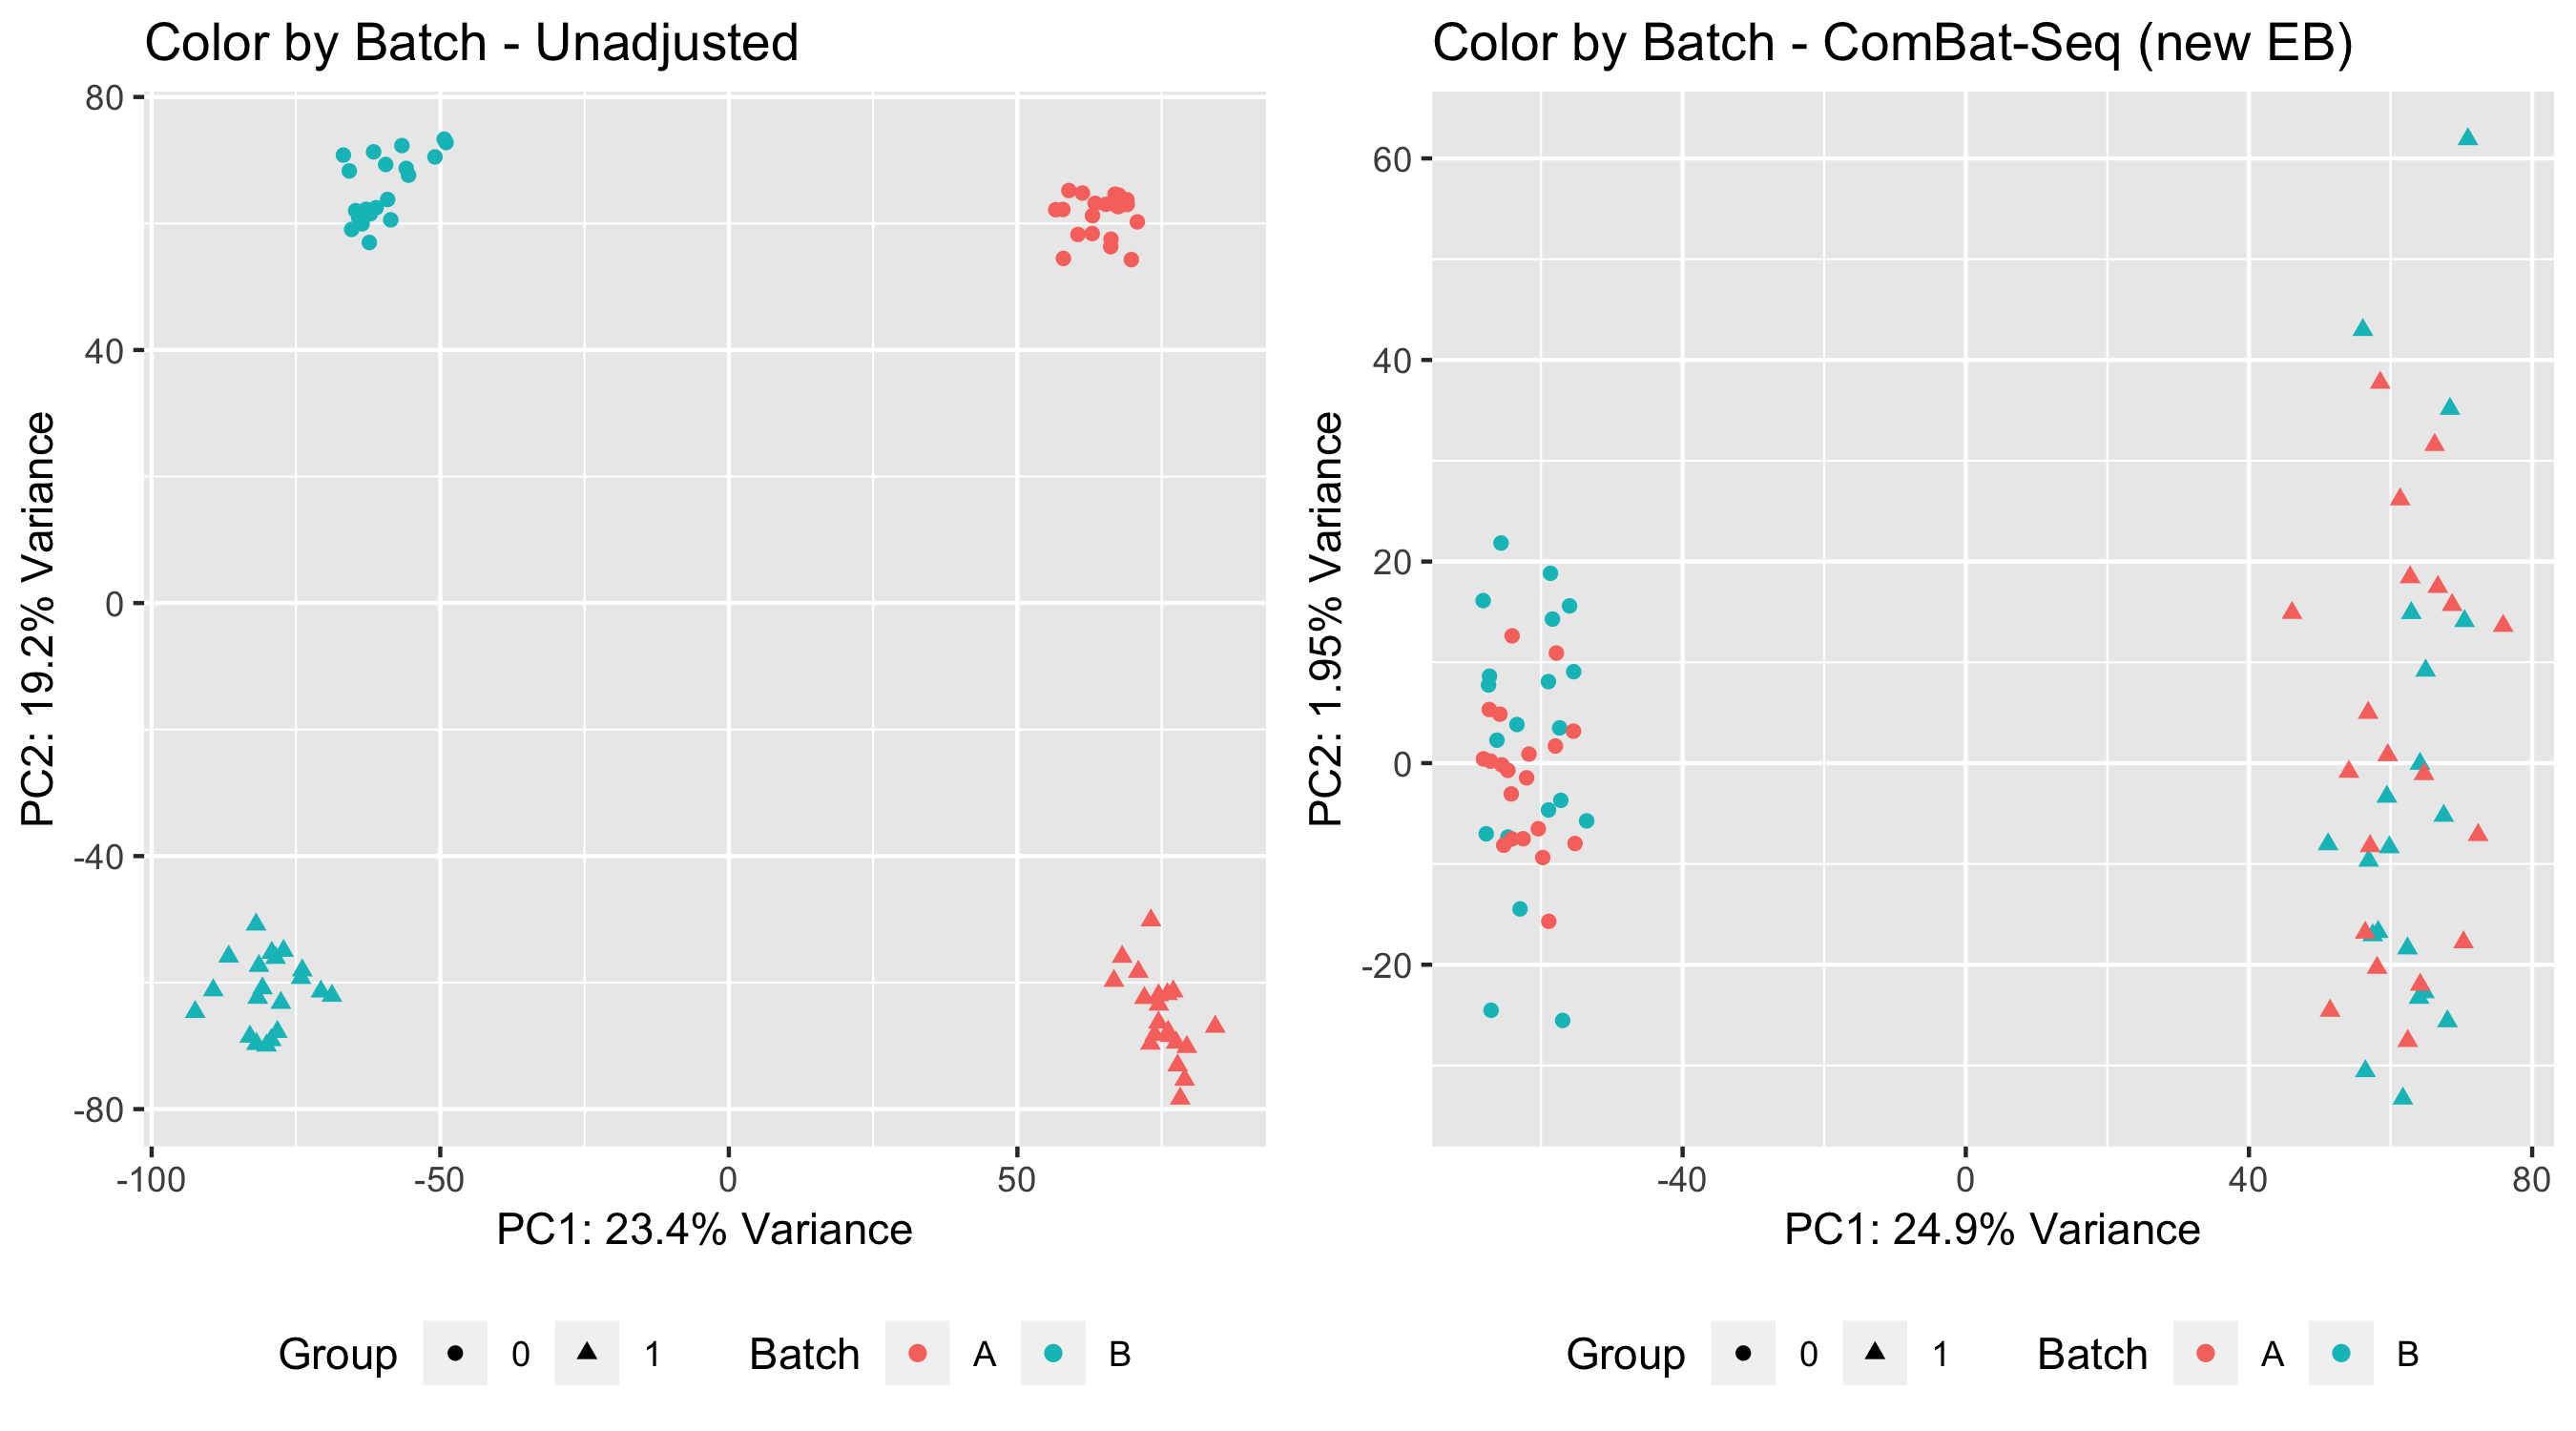 Color by Batch - Unadjusted
PC2: 19.2% Variance
80
40
0
-40
-80
-100 -50 0 50
PC1: 23.4% Variance
Group 0 1 Batch A B
Color by Batch - ComBat-Seq (new EB)
PC2: 1.95% Variance
60
40
20
0
-20
-40 0 40 80
PC1: 24.9% Variance
Group 0 1 Batch A B